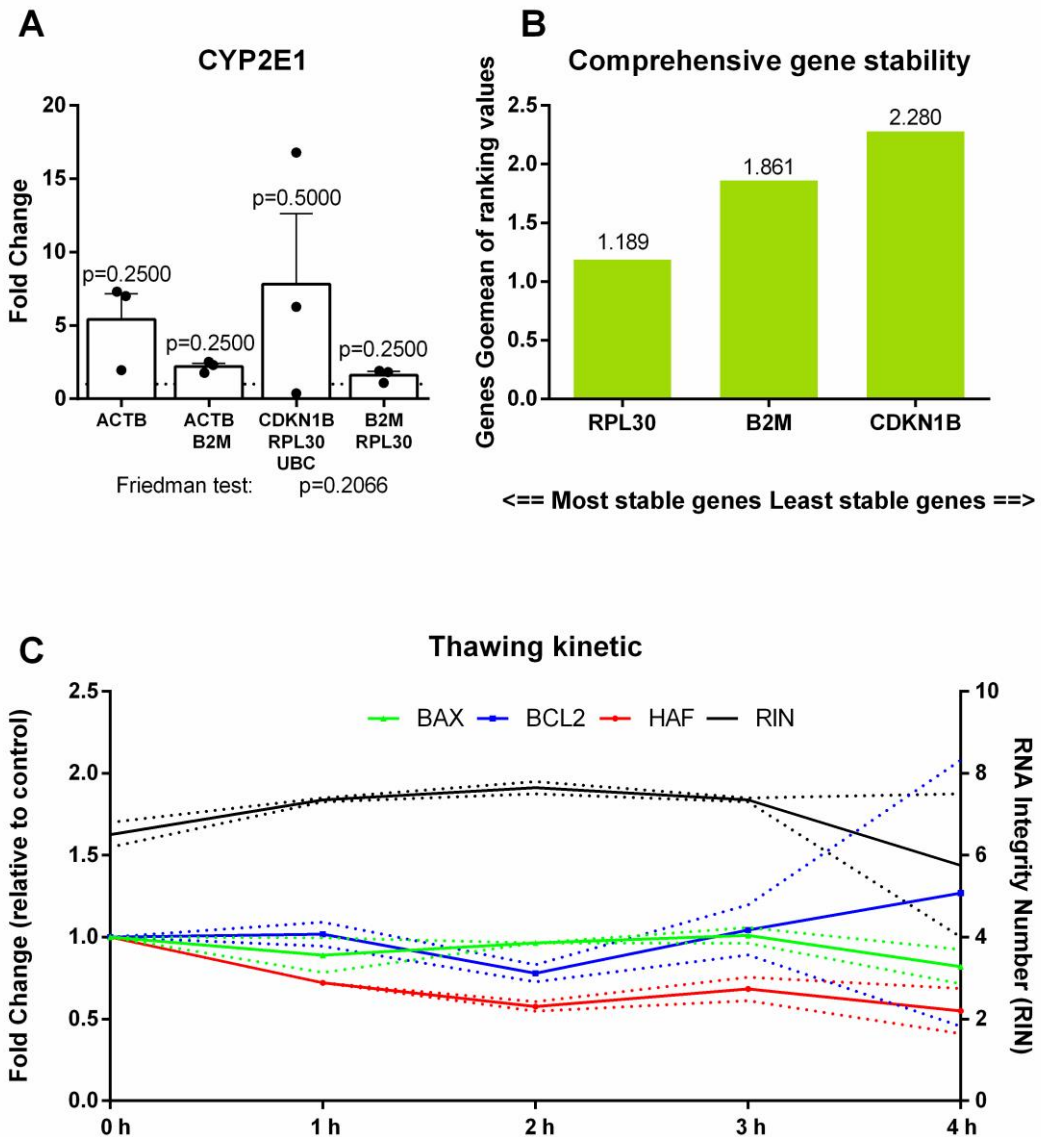 A
CYP2E1
Fold Change
20
15
10
5
0
p=0.2500
p=0.2500
p=0.5000
p=0.2500
ACTB
ACTB
B2M
CDKN1B
RPL30
UBC
B2M
RPL30
Friedman test: p=0.2066
B
Comprehensive gene stability
Genes Goemean of ranking values
2.5
2.0
1.5
1.0
0.5
0.0
1.189
1.861
2.280
RPL30 B2M CDKN1B
<== Most stable genes Least stable genes ==>
C
Thawing kinetic
Fold Change (relative to control)
2.5
2.0
1.5
1.0
0.5
0.0
BAX BCL2 HAF RIN
10
8
6
4
2
0
RNA Integrity Number (RIN)
0 h 1 h 2 h 3 h 4 h